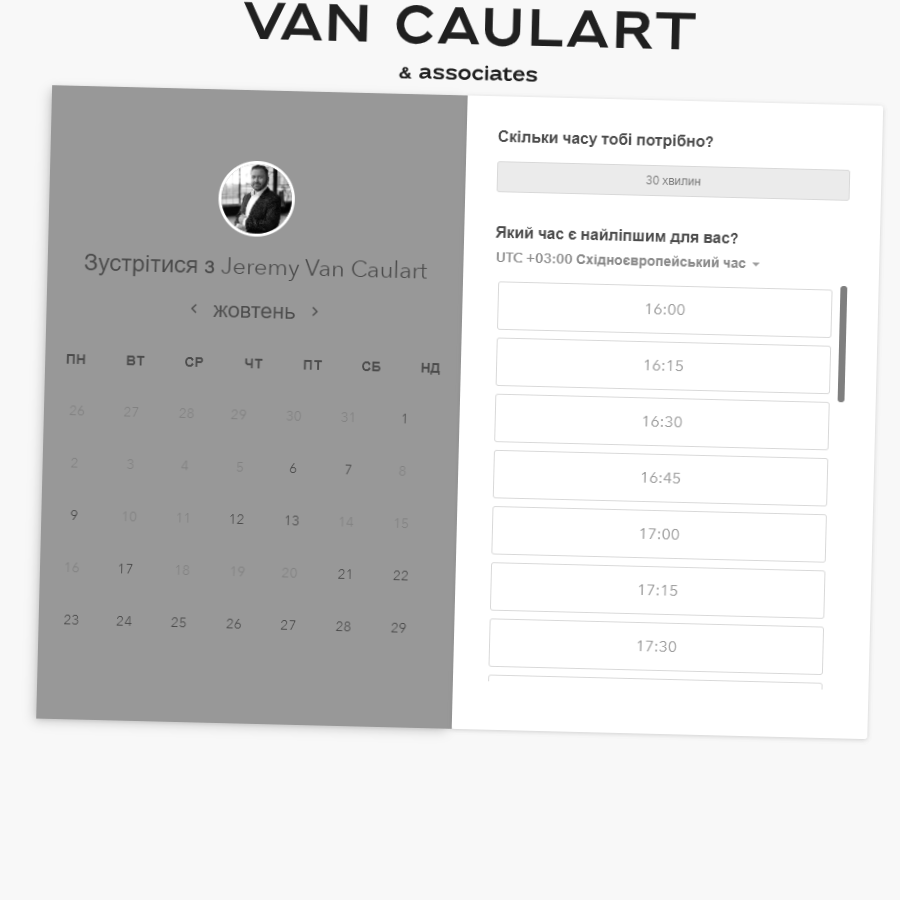 VAN CAULART
& associates
Зустрітися з Jeremy Van Caulart
жовтень
ПН ВТ СР ЧТ ПТ СБ НД
26 27 28 29 30 31 1
2 3 4 5 6 7 8
9 10 11 12 13 14 15
16 17 18 19 20 21 22
23 24 25 26 27 28 29
Скільки часу тобі потрібно?
30 хвилин
Який час є найліпшим для вас?
UTC +03:00 Східноєвропейський час
16:00
16:15
16:30
16:45
17:00
17:15
17:30